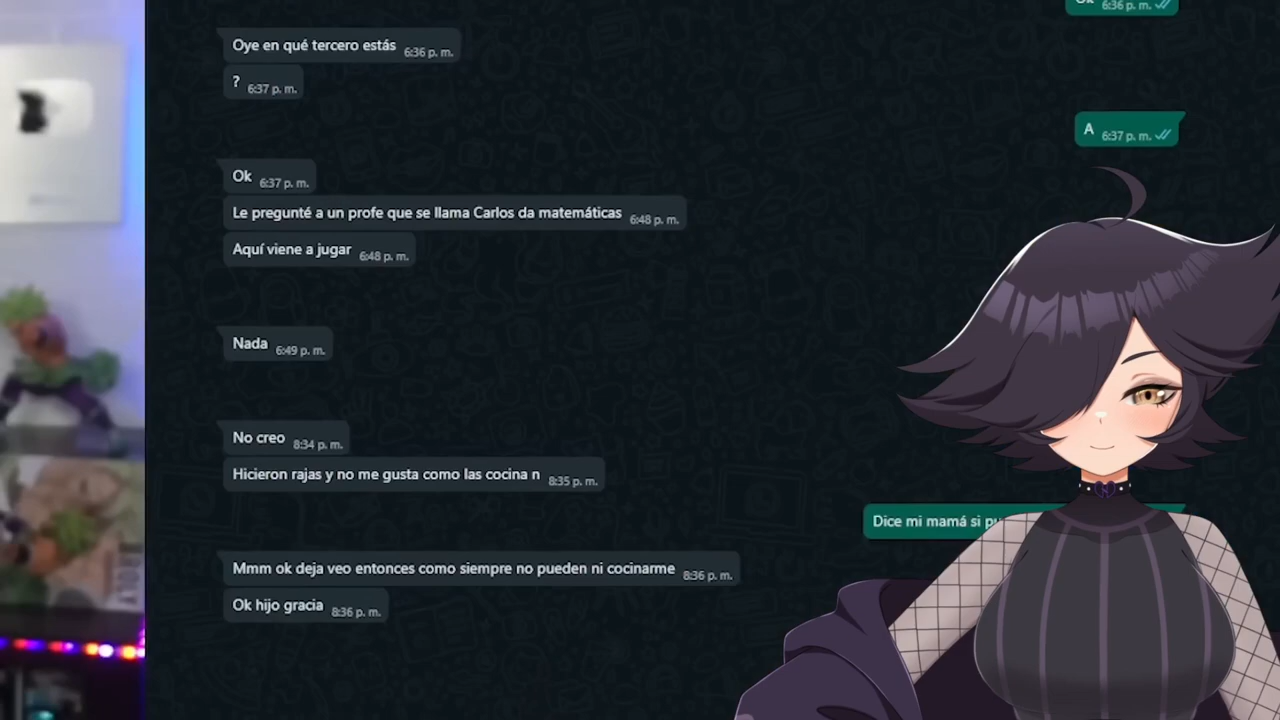 Ok 6:36 p. m.
Oye en qué tercero estás 6:36 p. m.
? 6:37 p. m.
A 6:37 p. m.
Ok 6:37 p. m.
Le pregunté a un profe que se llama Carlos da matemáticas 6:48 p. m.
Aquí viene a jugar 6:48 p. m.
Nada 6:49 p. m.
No creo 8:34 p. m.
Hicieron rajas y no me gusta como las cocina n 8:35 p. m.
Dice mi mamá si
Mmm ok deja veo entonces como siempre no pueden ni cocinarme 8:36 p. m.
Ok hijo gracia 8:36 p. m.